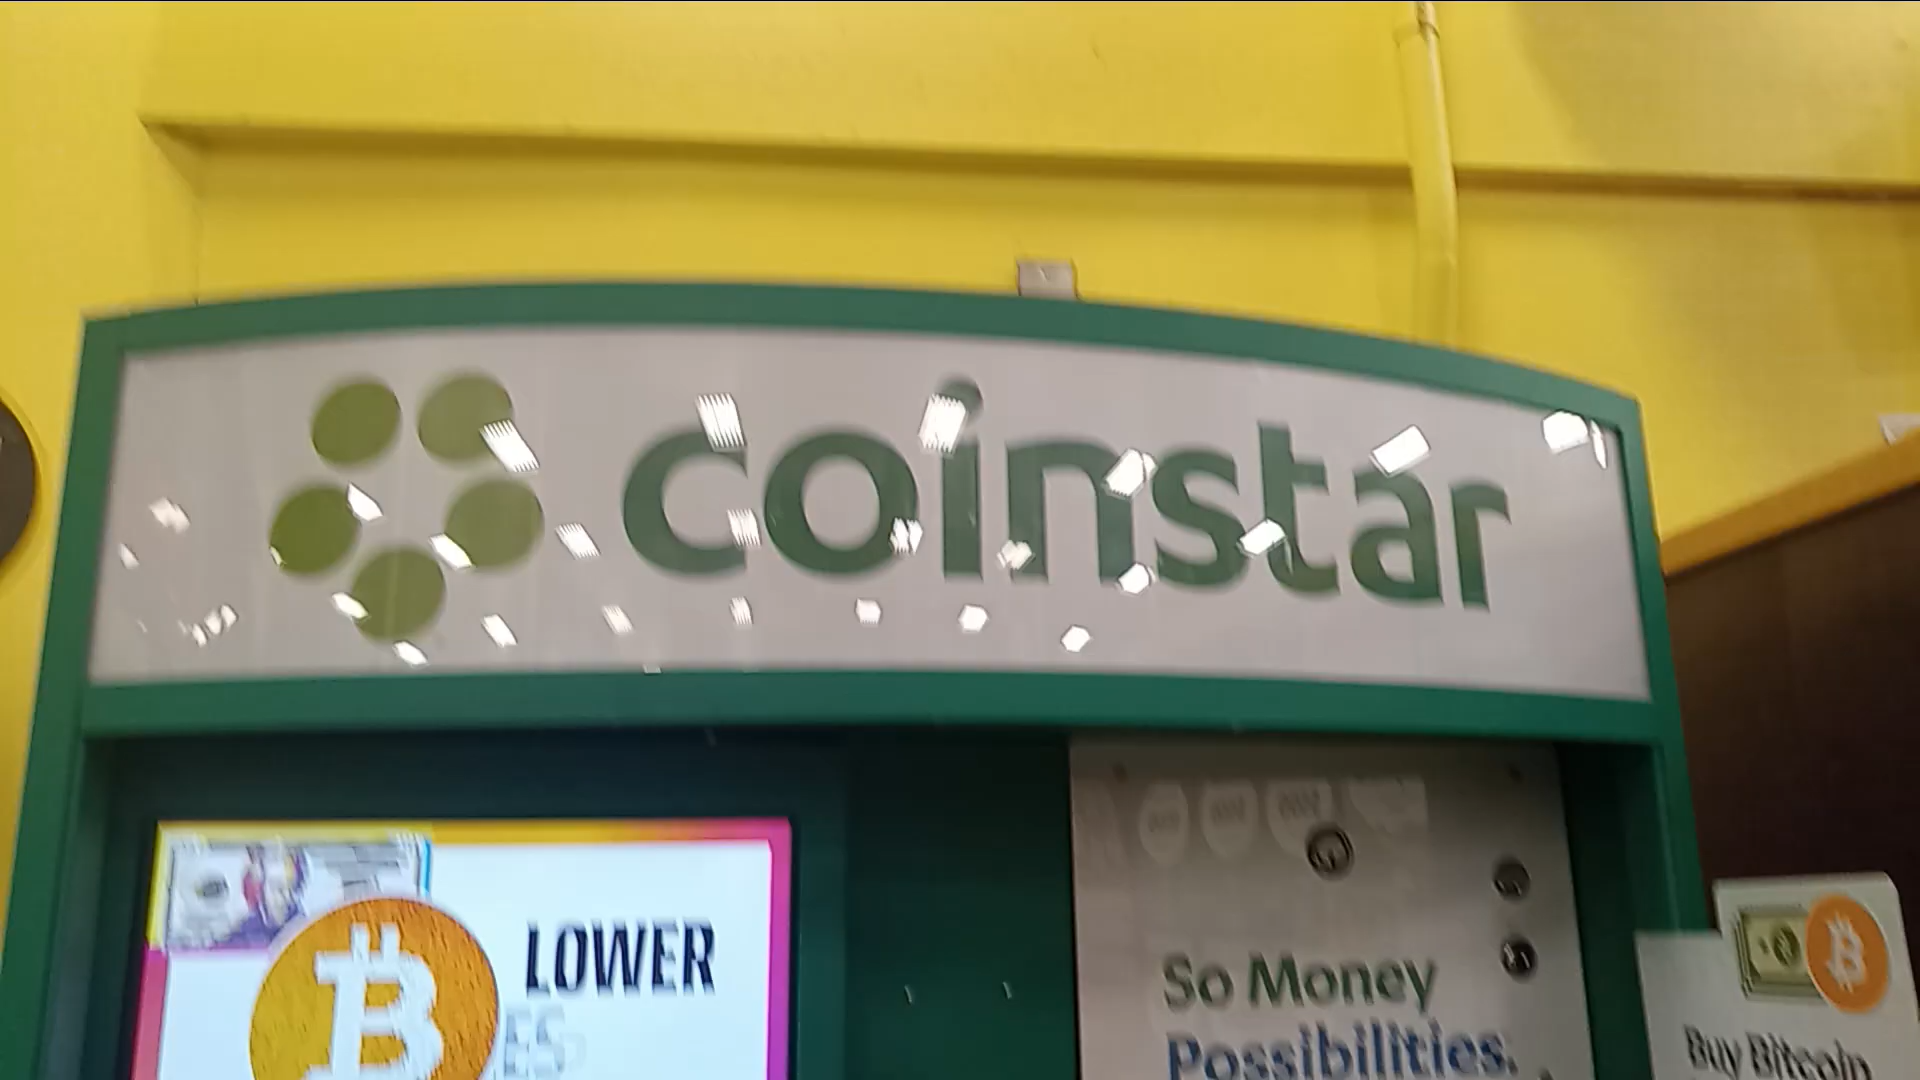 coinstar
LOWER
So Money
Possibilities.
Buy Bitcoin